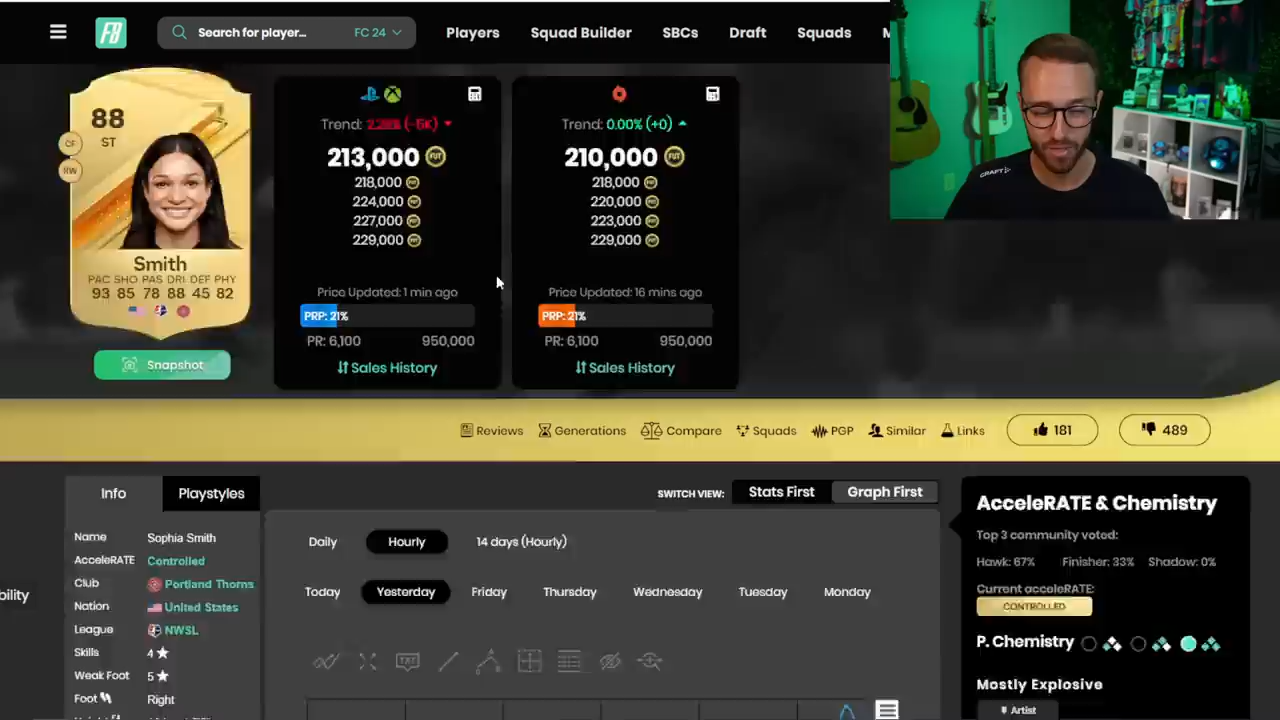 FB
Search for player...
FC 24
Players
Squad Builder
SBCs
Draft
Squads
M
88
ST
CF
RW
Smith
PAC SHO PAS DRI DEF PHY
93 85 78 88 45 82
Snapshot
Trend: 2.29% (-5K)
213,000
218,000
224,000
227,000
229,000
Price Updated: 1 min ago
PRP: 21%
PR: 6,100
950,000
Sales History
Trend: 0.00% (+0)
210,000
218,000
220,000
223,000
229,000
Price Updated: 16 mins ago
PRP: 21%
PR: 6,100
950,000
Sales History
CRAFT
Reviews
Generations
Compare
Squads
PGP
Similar
Links
181
489
Info
Playstyles
SWITCH VIEW:
Stats First
Graph First
Name Sophia Smith
AcceleRATE Controlled
Club Portland Thorns
Nation United States
League NWSL
Skills 4
Weak Foot 5
Foot Right
bility
Daily
Hourly
14 days (Hourly)
Today
Yesterday
Friday
Thursday
Wednesday
Tuesday
Monday
TXT
AcceleRATE & Chemistry
Top 3 community voted:
Hawk: 67%
Finisher: 33%
Shadow: 0%
Current acceleRATE:
CONTROLLED
P. Chemistry
Mostly Explosive
Artist